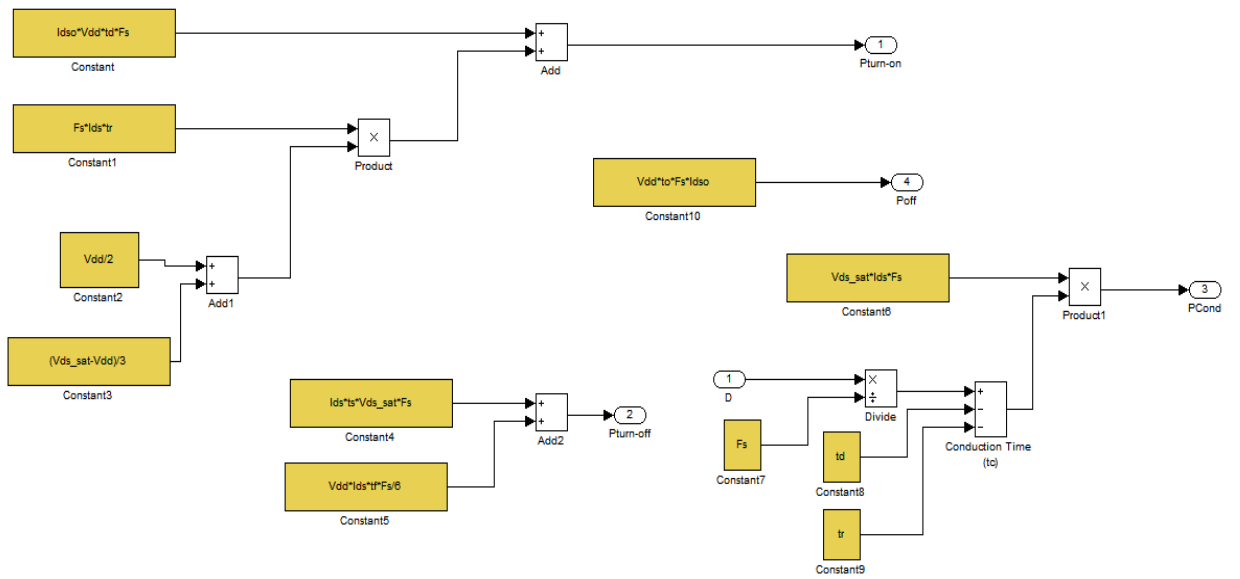 Idso*Vdd*td*Fs
Constant
+
+
Add
1
Pturn-on
Fs*Ids*tr
Constant1
×
Product
Vdd*to*Fs*Idso
Constant10
4
Poff
Vdd/2
Constant2
+
+
Add1
Vds_sat*Ids*Fs
Constant6
×
Product1
3
PCond
(Vds_sat-Vdd)/3
Constant3
Ids*ts*Vds_sat*Fs
Constant4
+
+
Add2
2
Pturn-off
1
D
×
÷
Divide
+
−
−
Conduction Time
(tc)
Fs
Constant7
td
Constant8
Vdd*Ids*tf*Fs/6
Constant5
tr
Constant9